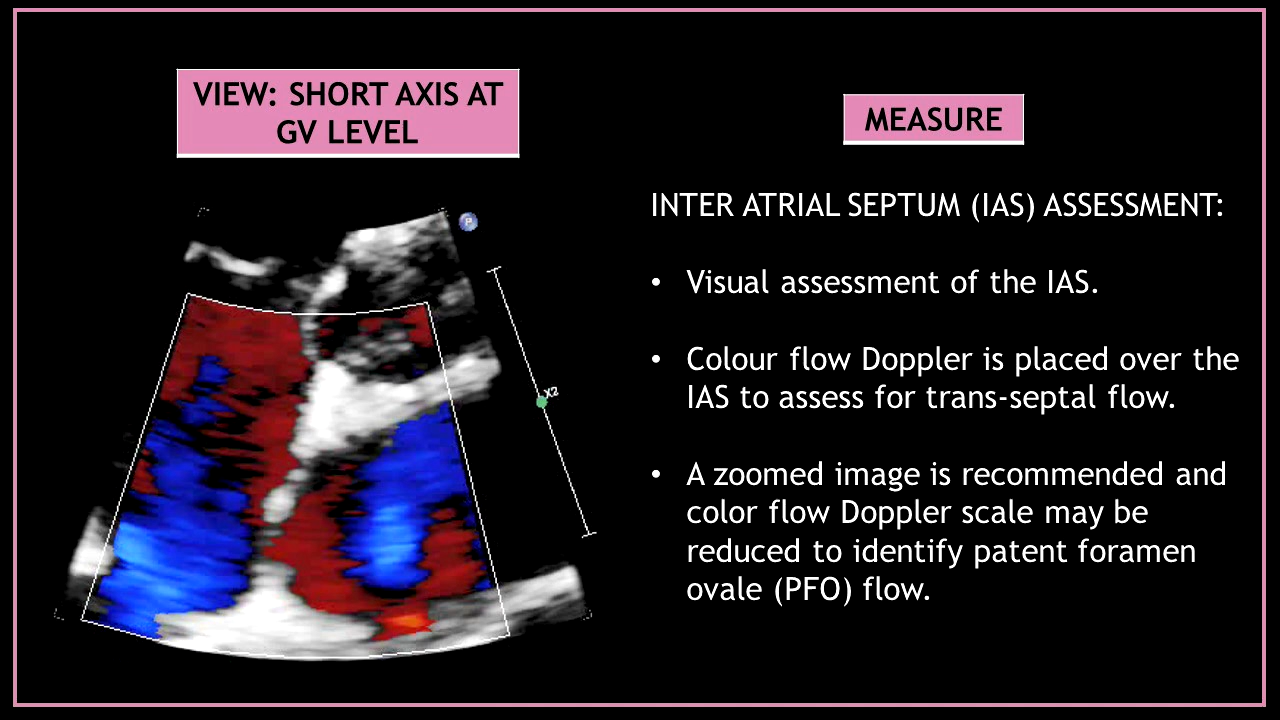 VIEW: SHORT AXIS AT
GV LEVEL
P
X2
MEASURE
INTER ATRIAL SEPTUM (IAS) ASSESSMENT:
• Visual assessment of the IAS.
• Colour flow Doppler is placed over the
IAS to assess for trans-septal flow.
• A zoomed image is recommended and
color flow Doppler scale may be
reduced to identify patent foramen
ovale (PFO) flow.